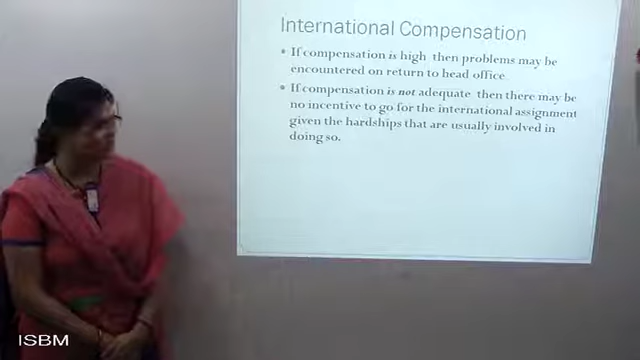 International Compensation
• If compensation is high then problems may be
encountered on return to head office.
• If compensation is not adequate then there may be
no incentive to go for the international assignment
given the hardships that are usually involved in
doing so.
ISBM